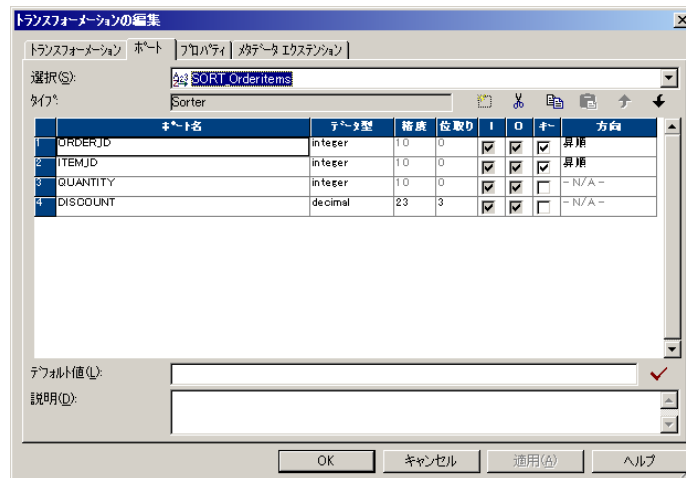 トランスフォーメーションの編集
トランスフォーメーション ポート プロパティ メタデータ エクステンション
選択(S): SORT_Orderitems
タイプ: Sorter
ポート名 データ型 精度 位取り I O キー 方向
1 ORDER_ID integer 10 0 昇順
2 ITEM_ID integer 10 0 昇順
3 QUANTITY integer 10 0 - N/A -
4 DISCOUNT decimal 23 3 - N/A -
デフォルト値(L):
説明(D):
OK キャンセル 適用(A) ヘルプ